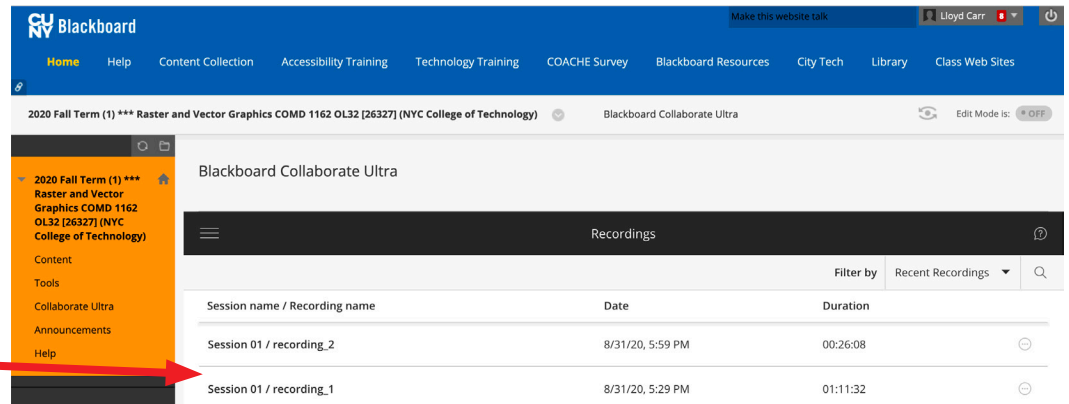 CUNY Blackboard
Make this website talk
Lloyd Carr 8
Home Help Content Collection Accessibility Training Technology Training COACHE Survey Blackboard Resources City Tech Library Class Web Sites
2020 Fall Term (1) *** Raster and Vector Graphics COMD 1162 OL32 [26327] (NYC College of Technology) Blackboard Collaborate Ultra Edit Mode is: OFF
2020 Fall Term (1) ***
Raster and Vector
Graphics COMD 1162
OL32 [26327] (NYC
College of Technology)
Content
Tools
Collaborate Ultra
Announcements
Help
Blackboard Collaborate Ultra
Recordings
Filter by Recent Recordings
Session name / Recording name Date Duration
Session 01 / recording_2 8/31/20, 5:59 PM 00:26:08
Session 01 / recording_1 8/31/20, 5:29 PM 01:11:32